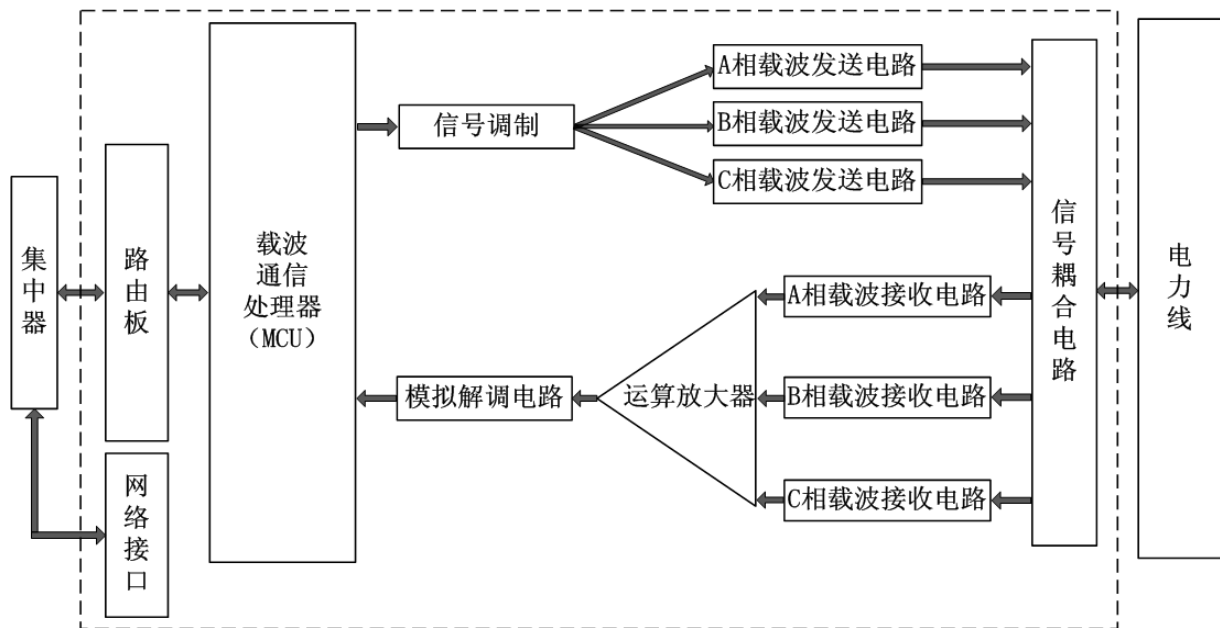 集中器
路由板
网络接口
载波
通信
处理器
（MCU）
信号调制
A相载波发送电路
B相载波发送电路
C相载波发送电路
A相载波接收电路
B相载波接收电路
C相载波接收电路
运算放大器
模拟解调电路
信号耦合电路
电力线